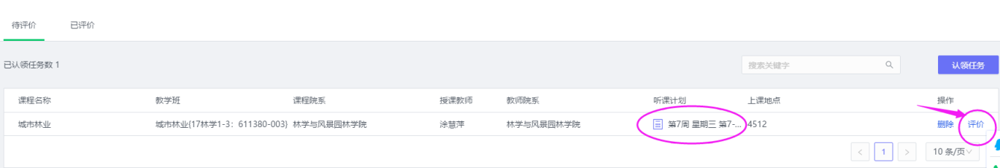 待评价 已评价
已认领任务数 1 搜索关键字 认领任务
课程名称 教学班 课程院系 授课教师 教师院系 听课计划 上课地点 操作
城市林业 城市林业{17林学1-3：611380-003} 林学与风景园林学院 涂慧萍 林学与风景园林学院 第7周 星期三 第7-... 4512 删除 评价
< 1 > 10 条/页